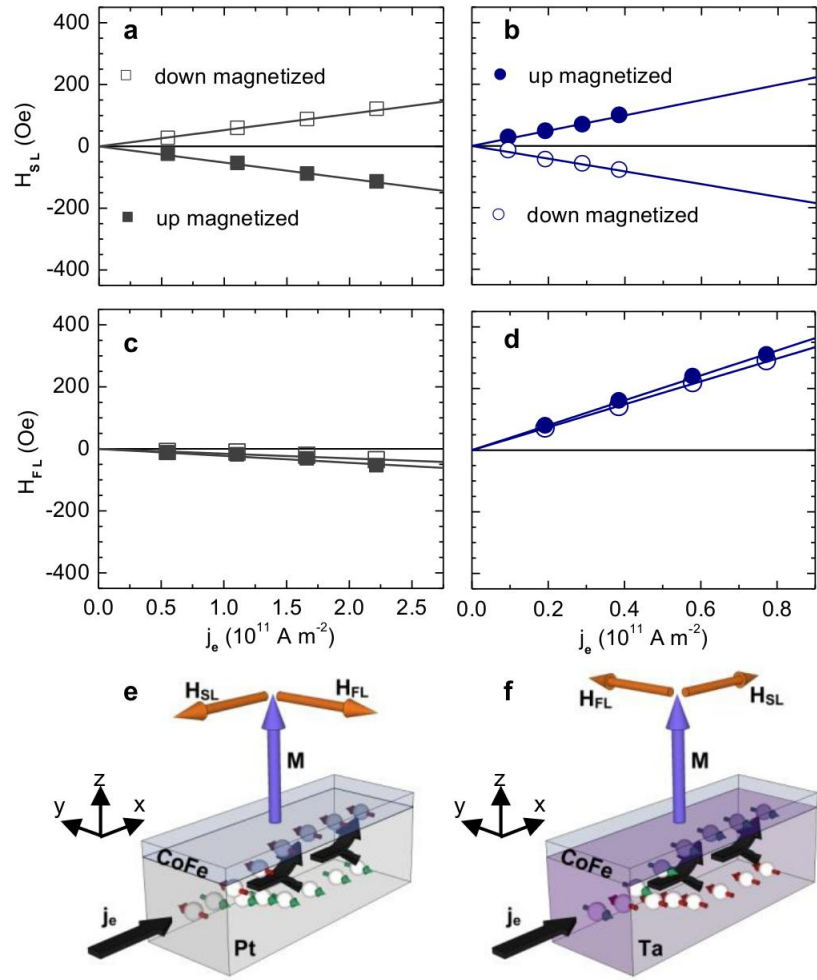 a
down magnetized
up magnetized
400
200
0
-200
-400
H_SL (Oe)
b
up magnetized
down magnetized
c
400
200
0
-200
-400
H_FL (Oe)
0.0 0.5 1.0 1.5 2.0 2.5
j_e (10^11 A m^-2)
d
0.0 0.2 0.4 0.6 0.8
j_e (10^11 A m^-2)
e
H_SL
H_FL
M
z
y
x
CoFe
j_e
Pt
f
H_FL
H_SL
M
z
y
x
CoFe
j_e
Ta